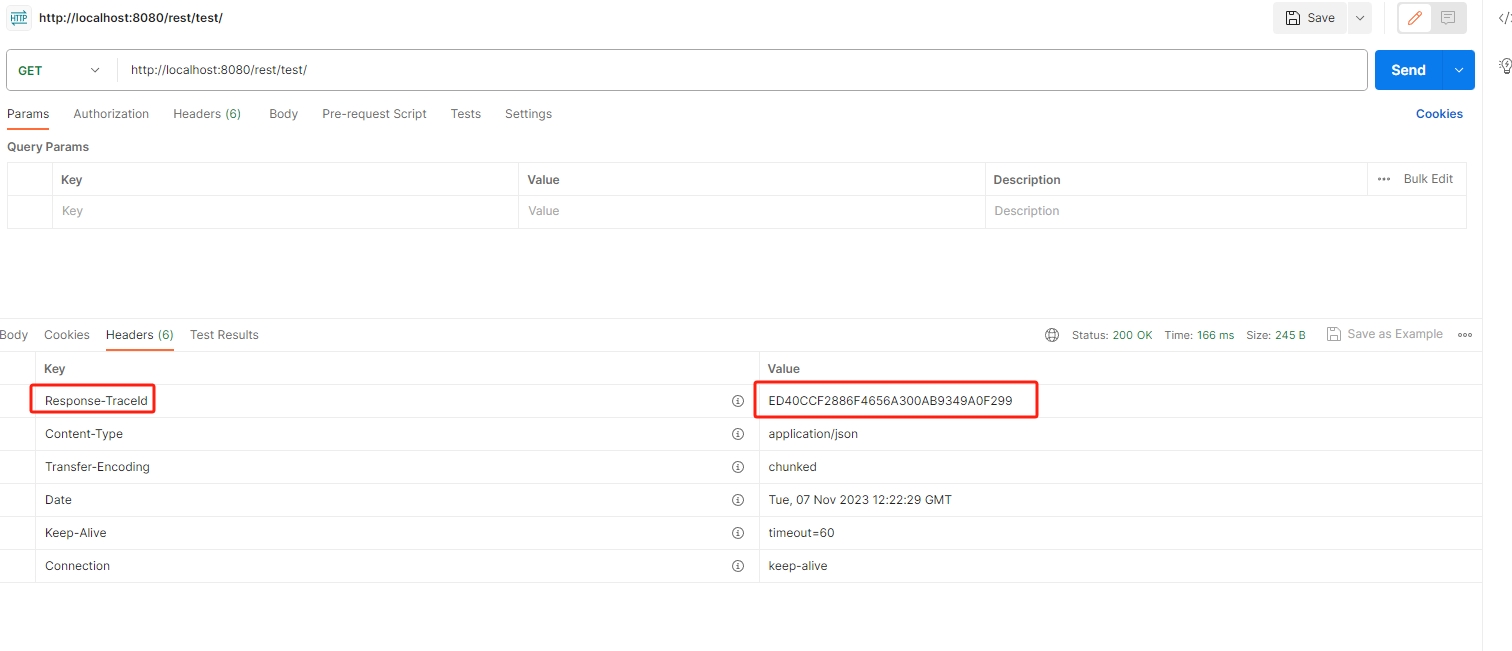 HTTP http://localhost:8080/rest/test/ Save
GET http://localhost:8080/rest/test/ Send
Params Authorization Headers (6) Body Pre-request Script Tests Settings Cookies
Query Params
Key Value Description ••• Bulk Edit
Key Value Description
Body Cookies Headers (6) Test Results Status: 200 OK Time: 166 ms Size: 245 B Save as Example
Key Value
Response-TraceId ED40CCF2886F4656A300AB9349A0F299
Content-Type application/json
Transfer-Encoding chunked
Date Tue, 07 Nov 2023 12:22:29 GMT
Keep-Alive timeout=60
Connection keep-alive